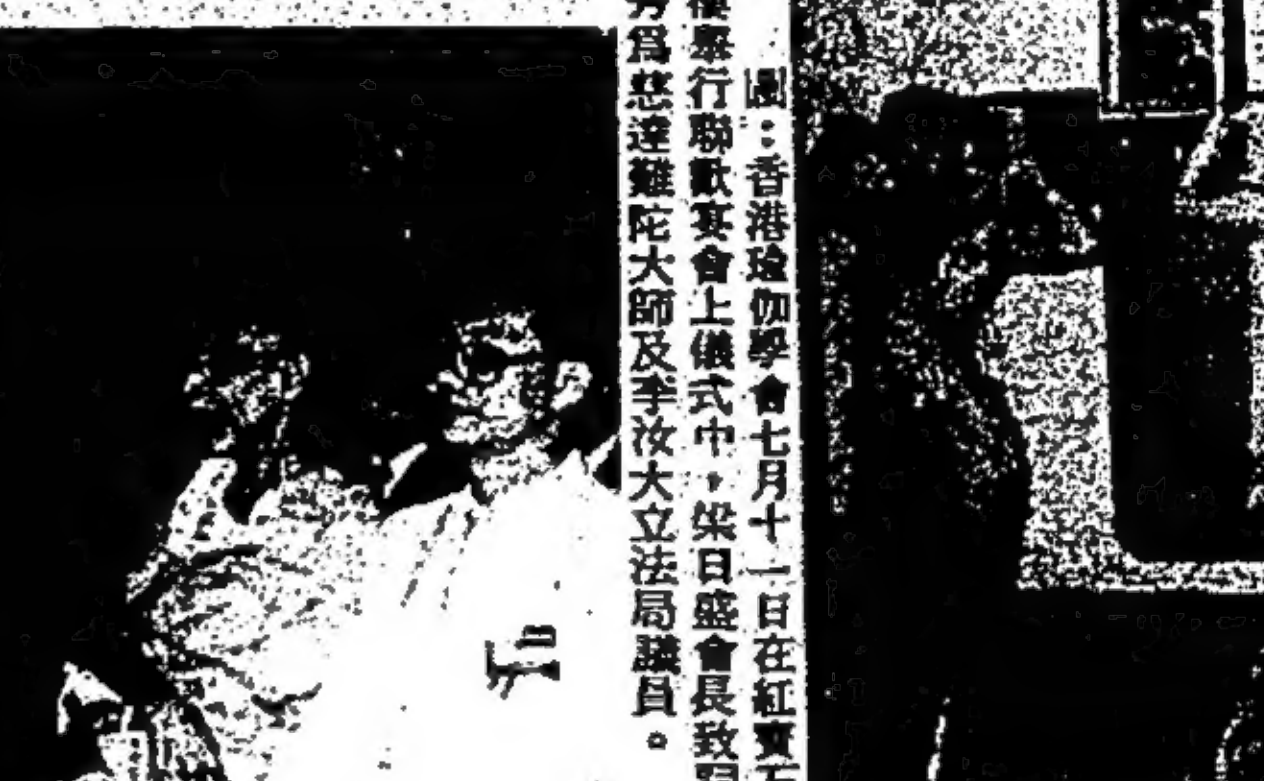 圖：香港瑜伽學會七月十一日在紅寶石
樓舉行聯歡宴會上儀式中，梁日盛會長致
為慈達難陀大師及李汝大立法局議員。